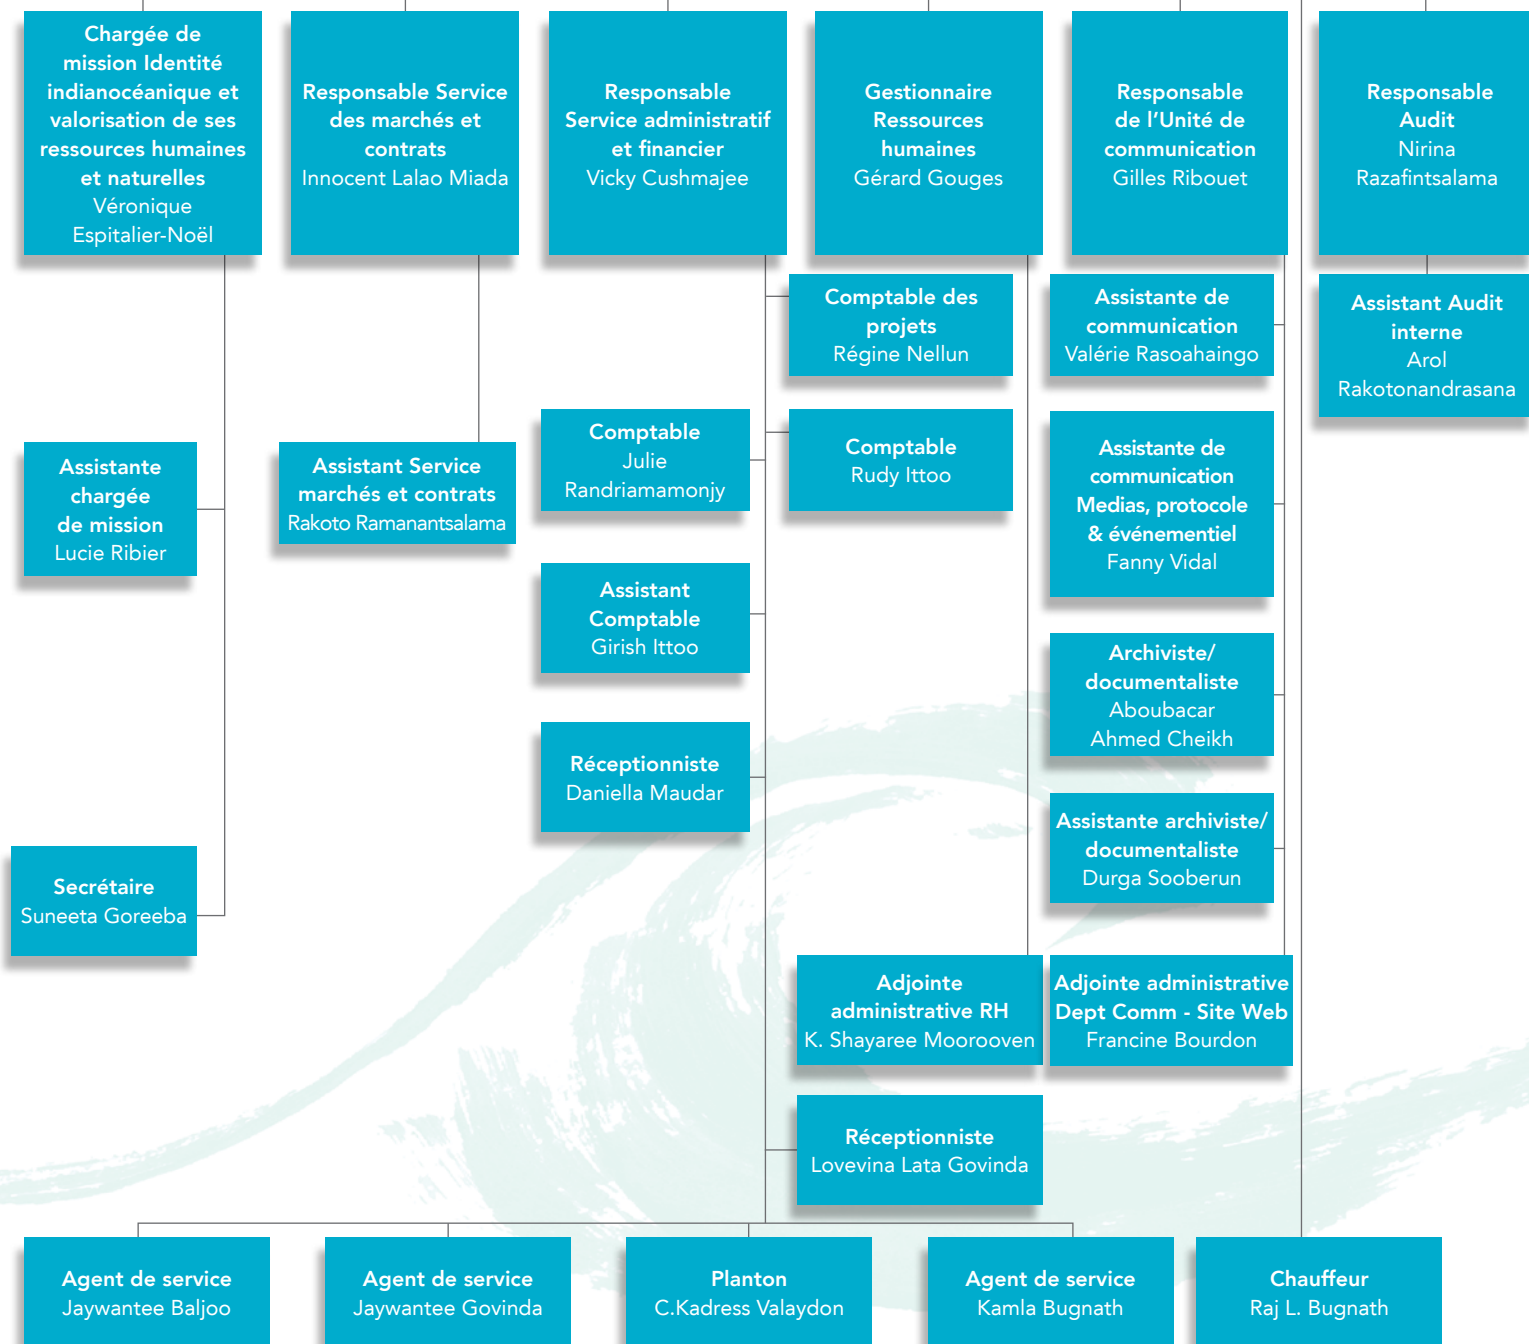 Chargée de
mission Identité
indianocéanique et
valorisation de ses
ressources humaines
et naturelles
Véronique
Espitalier-Noël
Responsable Service
des marchés et
contrats
Innocent Lalao Miada
Responsable
Service administratif
et financier
Vicky Cushmajee
Gestionnaire
Ressources
humaines
Gérard Gouges
Responsable
de l’Unité de
communication
Gilles Ribouet
Responsable
Audit
Nirina
Razafintsalama
Comptable des
projets
Régine Nellun
Assistante de
communication
Valérie Rasoahaingo
Assistant Audit
interne
Arol
Rakotonandrasana
Assistante
chargée
de mission
Lucie Ribier
Assistant Service
marchés et contrats
Rakoto Ramanantsalama
Comptable
Julie
Randriamamonjy
Comptable
Rudy Ittoo
Assistante de
communication
Medias, protocole
& événementiel
Fanny Vidal
Assistant
Comptable
Girish Ittoo
Archiviste/
documentaliste
Aboubacar
Ahmed Cheikh
Réceptionniste
Daniella Maudar
Assistante archiviste/
documentaliste
Durga Sooberun
Secrétaire
Suneeta Goreeba
Adjointe
administrative RH
K. Shayaree Moorooven
Adjointe administrative
Dept Comm - Site Web
Francine Bourdon
Réceptionniste
Lovevina Lata Govinda
Agent de service
Jaywantee Baljoo
Agent de service
Jaywantee Govinda
Planton
C.Kadress Valaydon
Agent de service
Kamla Bugnath
Chauffeur
Raj L. Bugnath